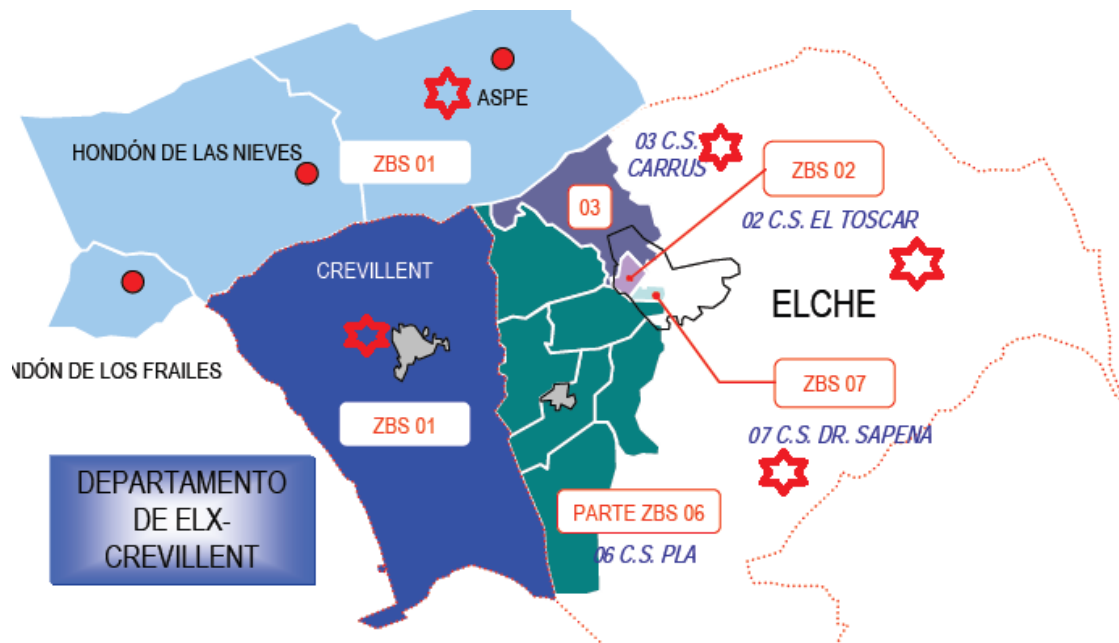 ASPE
HONDÓN DE LAS NIEVES
ZBS 01
03 C.S.
CARRUS
ZBS 02
03
02 C.S. EL TOSCAR
CREVILLENT
ELCHE
NDÓN DE LOS FRAILES
ZBS 07
ZBS 01
07 C.S. DR. SAPENA
DEPARTAMENTO
DE ELX-
CREVILLENT
PARTE ZBS 06
06 C.S. PLA